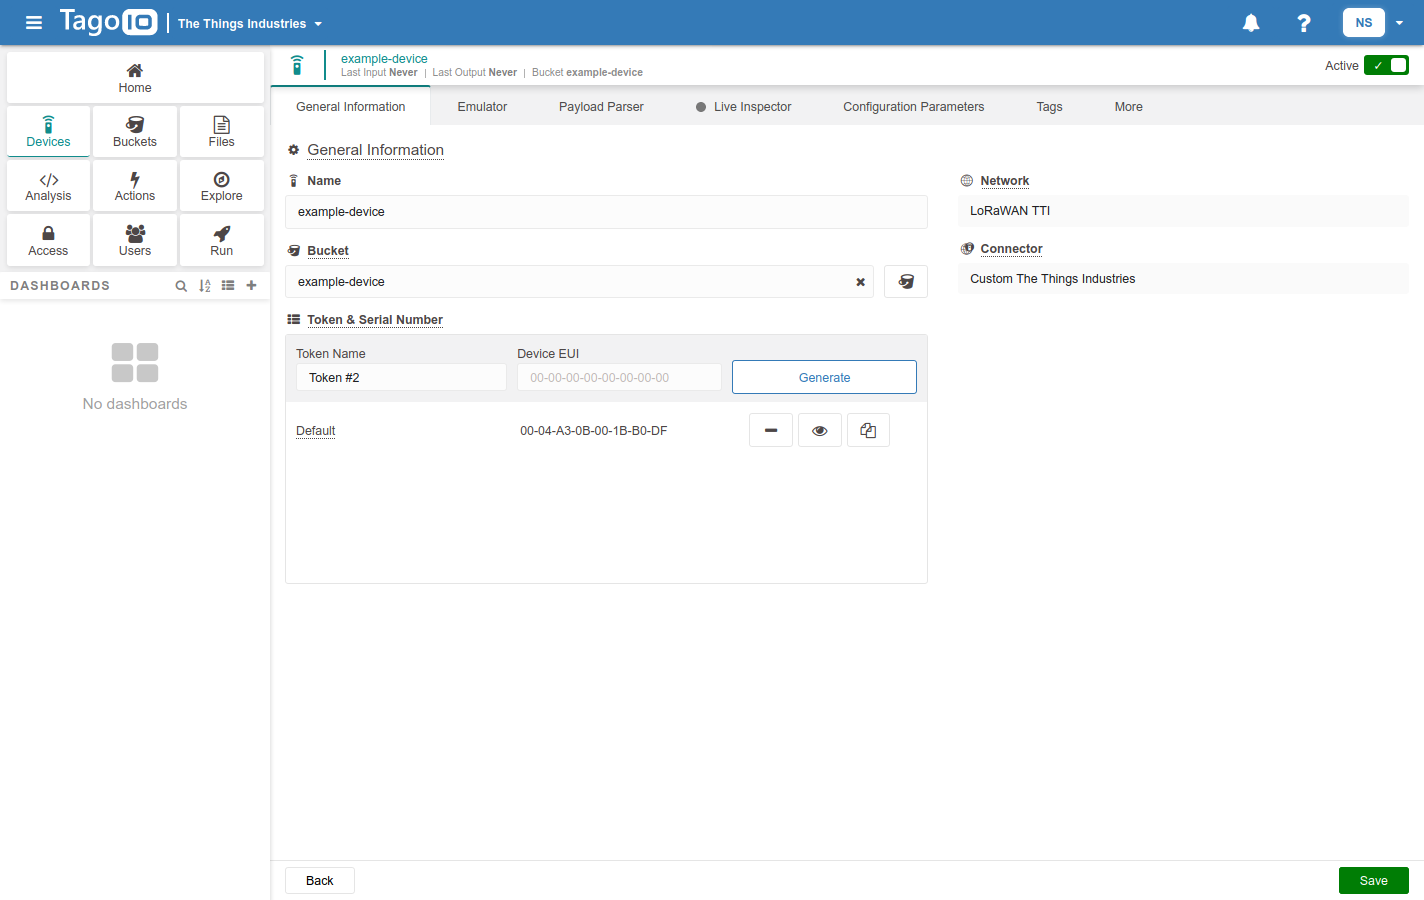 TagoIO The Things Industries
NS
Home
Devices Buckets Files
Analysis Actions Explore
Access Users Run
DASHBOARDS
No dashboards
example-device
Last Input Never | Last Output Never | Bucket example-device
Active
General Information Emulator Payload Parser Live Inspector Configuration Parameters Tags More
General Information
Name
example-device
Bucket
example-device
Token & Serial Number
Token Name Device EUI
Token #2 00-00-00-00-00-00-00-00 Generate
Default 00-04-A3-0B-00-1B-B0-DF
Network
LoRaWAN TTI
Connector
Custom The Things Industries
Back Save